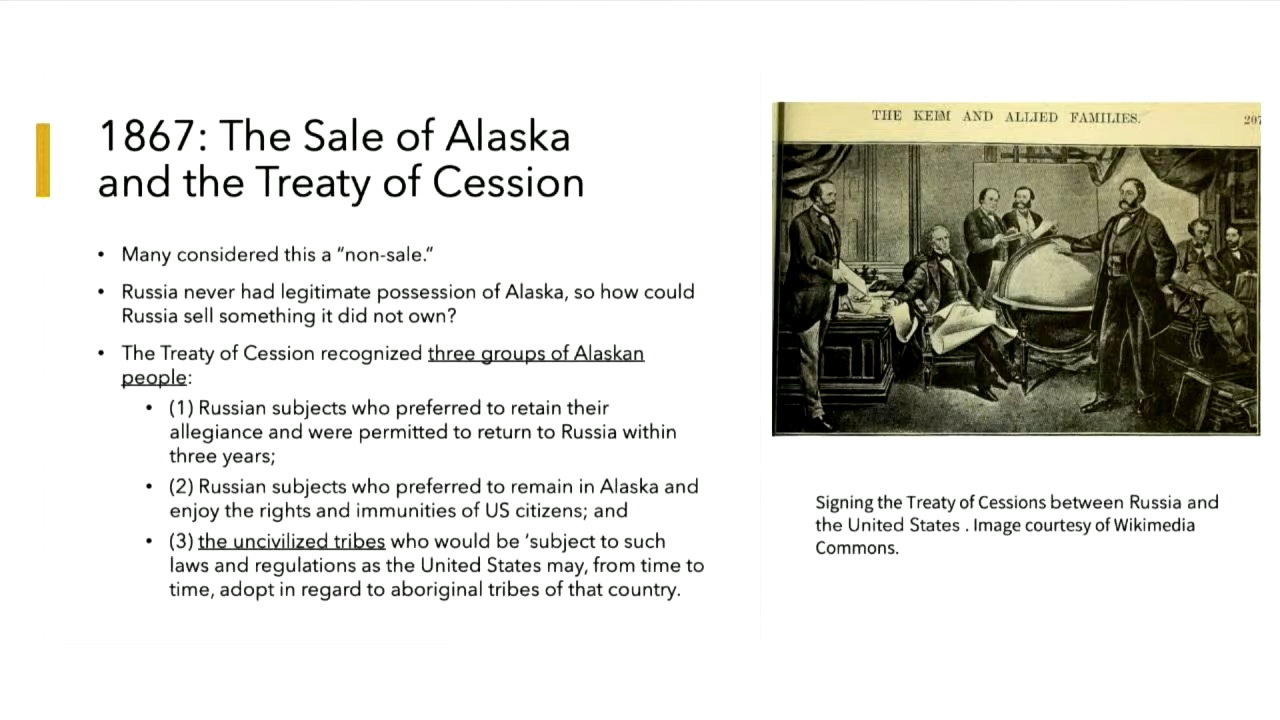 1867: The Sale of Alaska
and the Treaty of Cession
• Many considered this a “non-sale.”
• Russia never had legitimate possession of Alaska, so how could
Russia sell something it did not own?
• The Treaty of Cession recognized three groups of Alaskan
people:
• (1) Russian subjects who preferred to retain their
allegiance and were permitted to return to Russia within
three years;
• (2) Russian subjects who preferred to remain in Alaska and
enjoy the rights and immunities of US citizens; and
• (3) the uncivilized tribes who would be ‘subject to such
laws and regulations as the United States may, from time to
time, adopt in regard to aboriginal tribes of that country.
THE KEIM AND ALLIED FAMILIES. 207
Signing the Treaty of Cessions between Russia and
the United States . Image courtesy of Wikimedia
Commons.